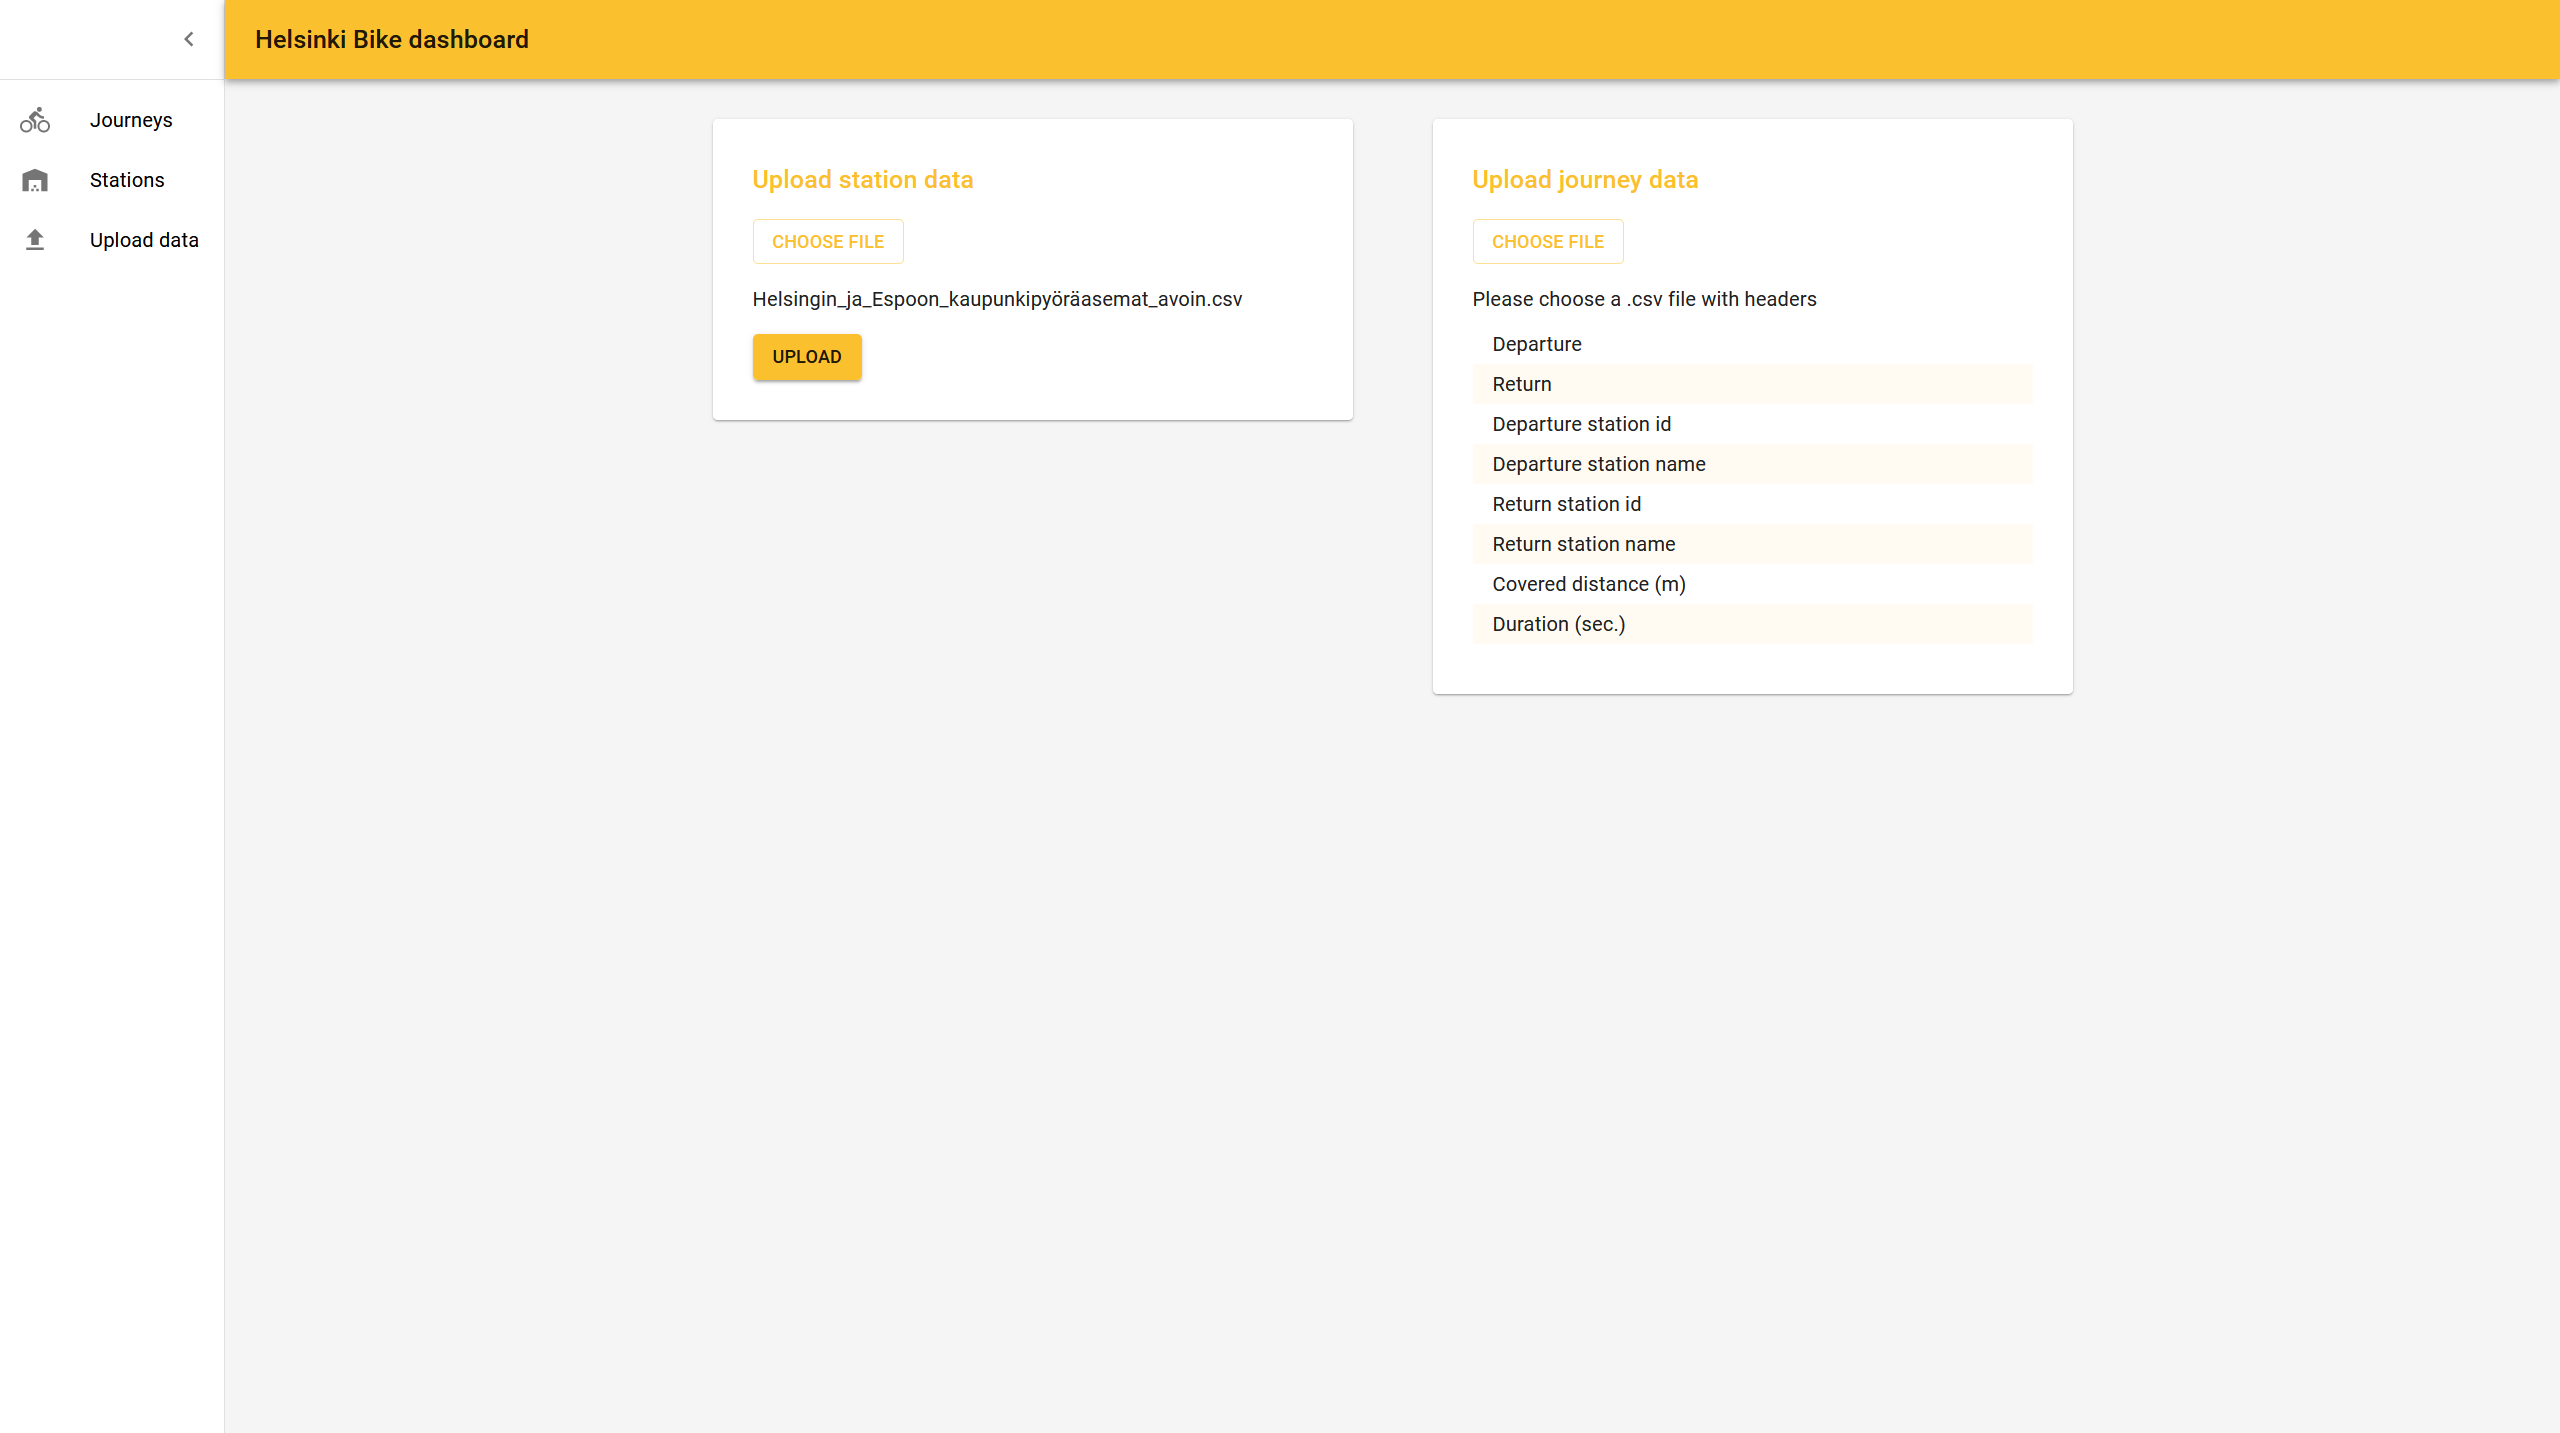 Helsinki Bike dashboard
Journeys
Stations
Upload data
Upload station data
CHOOSE FILE
Helsingin_ja_Espoon_kaupunkipyöräasemat_avoin.csv
UPLOAD
Upload journey data
CHOOSE FILE
Please choose a .csv file with headers
Departure
Return
Departure station id
Departure station name
Return station id
Return station name
Covered distance (m)
Duration (sec.)